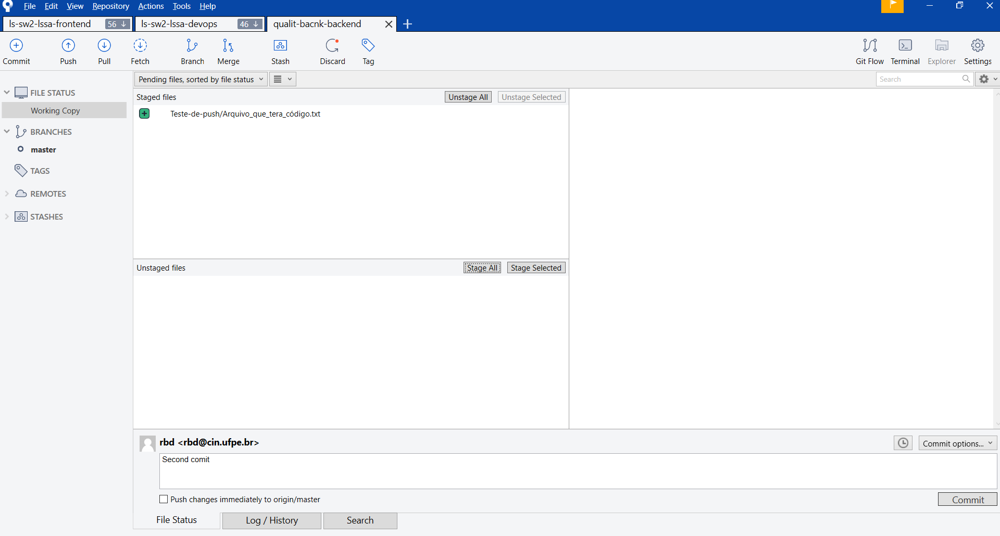 File Edit View Repository Actions Tools Help
ls-sw2-lssa-frontend 56 ↓ ls-sw2-lssa-devops 46 ↓ qualit-bacnk-backend
Commit Push Pull Fetch Branch Merge Stash Discard Tag Git Flow Terminal Explorer Settings
Pending files, sorted by file status Search
FILE STATUS
Working Copy
BRANCHES
master
TAGS
REMOTES
STASHES
Staged files Unstage All Unstage Selected
Teste-de-push/Arquivo_que_tera_código.txt
Unstaged files Stage All Stage Selected
rbd <rbd@cin.ufpe.br> Commit options...
Second comit
Push changes immediately to origin/master Commit
File Status Log / History Search